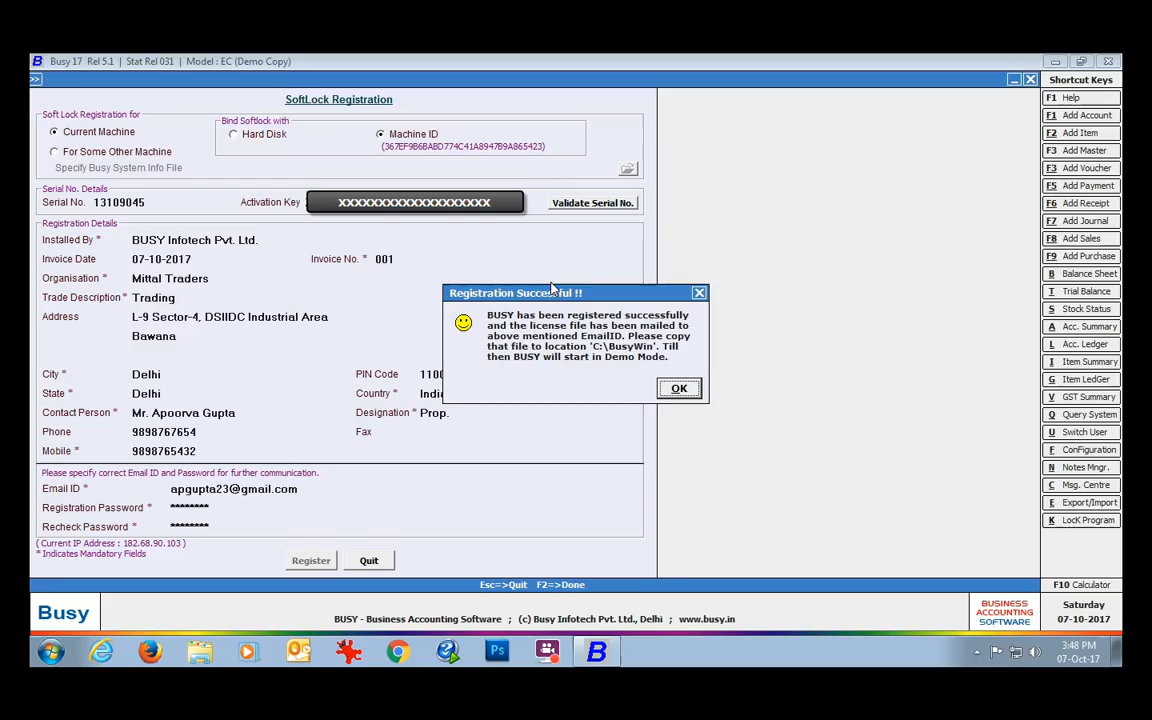 Busy 17 Rel 5.1 | Stat Rel 031 | Model : EC (Demo Copy)
>>
SoftLock Registration
Soft Lock Registration for
Current Machine
For Some Other Machine
Specify Busy System Info File
Bind Softlock with
Hard Disk
Machine ID
(367EF9B6BABD774C41A8947B9A865423)
Serial No. Details
Serial No. 13109045
Activation Key
xxxxxxxxxxxxxxxxxxx
Validate Serial No.
Registration Details
Installed By * BUSY Infotech Pvt. Ltd.
Invoice Date 07-10-2017 Invoice No. * 001
Organisation * Mittal Traders
Trade Description * Trading
Address L-9 Sector-4, DSIIDC Industrial Area
Bawana
City * Delhi PIN Code
State * Delhi Country *
Contact Person * Mr. Apoorva Gupta Designation * Prop.
Phone 9898767654 Fax
Mobile * 9898765432
Please specify correct Email ID and Password for further communication.
Email ID * apgupta23@gmail.com
Registration Password * ********
Recheck Password * ********
( Current IP Address : 182.68.90.103 )
* Indicates Mandatory Fields
Register Quit
Registration Successful !!
BUSY has been registered successfully
and the license file has been mailed to
above mentioned EmailID. Please copy
that file to location 'C:\BusyWin'. Till
then BUSY will start in Demo Mode.
OK
Shortcut Keys
F1 Help
F1 Add Account
F2 Add Item
F3 Add Master
F3 Add Voucher
F5 Add Payment
F6 Add Receipt
F7 Add Journal
F8 Add Sales
F9 Add Purchase
B Balance Sheet
T Trial Balance
S Stock Status
A Acc. Summary
L Acc. Ledger
I Item Summary
G Item LedGer
V GST Summary
Q Query System
U Switch User
F ConFiguration
N Notes Mngr.
C Msg. Centre
E Export/Import
K LocK Program
F10 Calculator
Esc=>Quit F2=>Done
Busy
BUSY - Business Accounting Software ; (c) Busy Infotech Pvt. Ltd., Delhi ; www.busy.in
BUSINESS
ACCOUNTING
SOFTWARE
Saturday
07-10-2017
Ps
3:48 PM
07-Oct-17